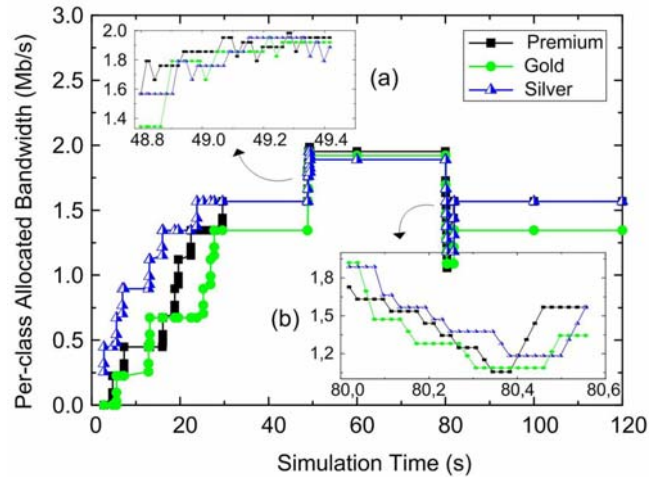 3.0
2.5
2.0
1.5
1.0
0.5
0.0
Per-class Allocated Bandwidth (Mb/s)
2.0
1.8
1.6
1.4
48.8 49.0 49.2 49.4
(a)
Premium
Gold
Silver
1,8
1,5
1,2
80,0 80,2 80,4 80,6
(b)
0 20 40 60 80 100 120
Simulation Time (s)